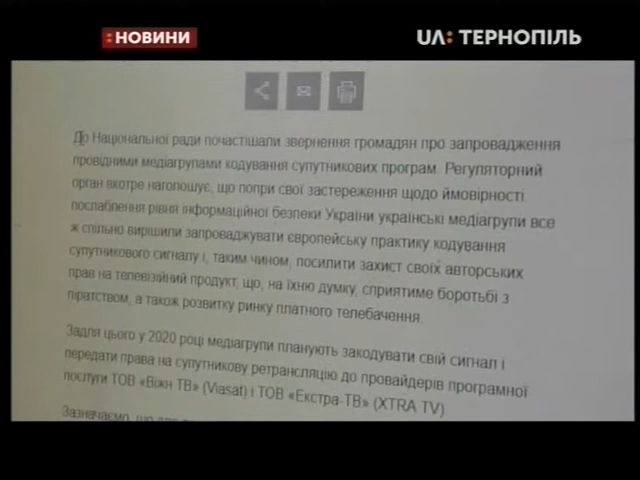 : НОВИНИ
UA: ТЕРНОПІЛЬ
До Національної ради почастішали звернення громадян про запровадження
провідними медіагрупами кодування супутникових програм. Регуляторний
орган вкотре наголошує, що попри свої застереження щодо ймовірності
послаблення рівня інформаційної безпеки України українські медіагрупи все
ж спільно вирішили запроваджувати європейську практику кодування
супутникового сигналу і, таким чином, посилити захист своїх авторських
прав на телевізійний продукт, що, на їхню думку, сприятиме боротьбі з
піратством, а також розвитку ринку платного телебачення.
Задля цього у 2020 році медіагрупи планують закодувати свій сигнал і
передати права на супутникову ретрансляцію до провайдерів програмної
послуги ТОВ «Віжн ТВ» (Viasat) і ТОВ «Екстра-ТВ» (XTRA TV)
Зазначаємо, що для